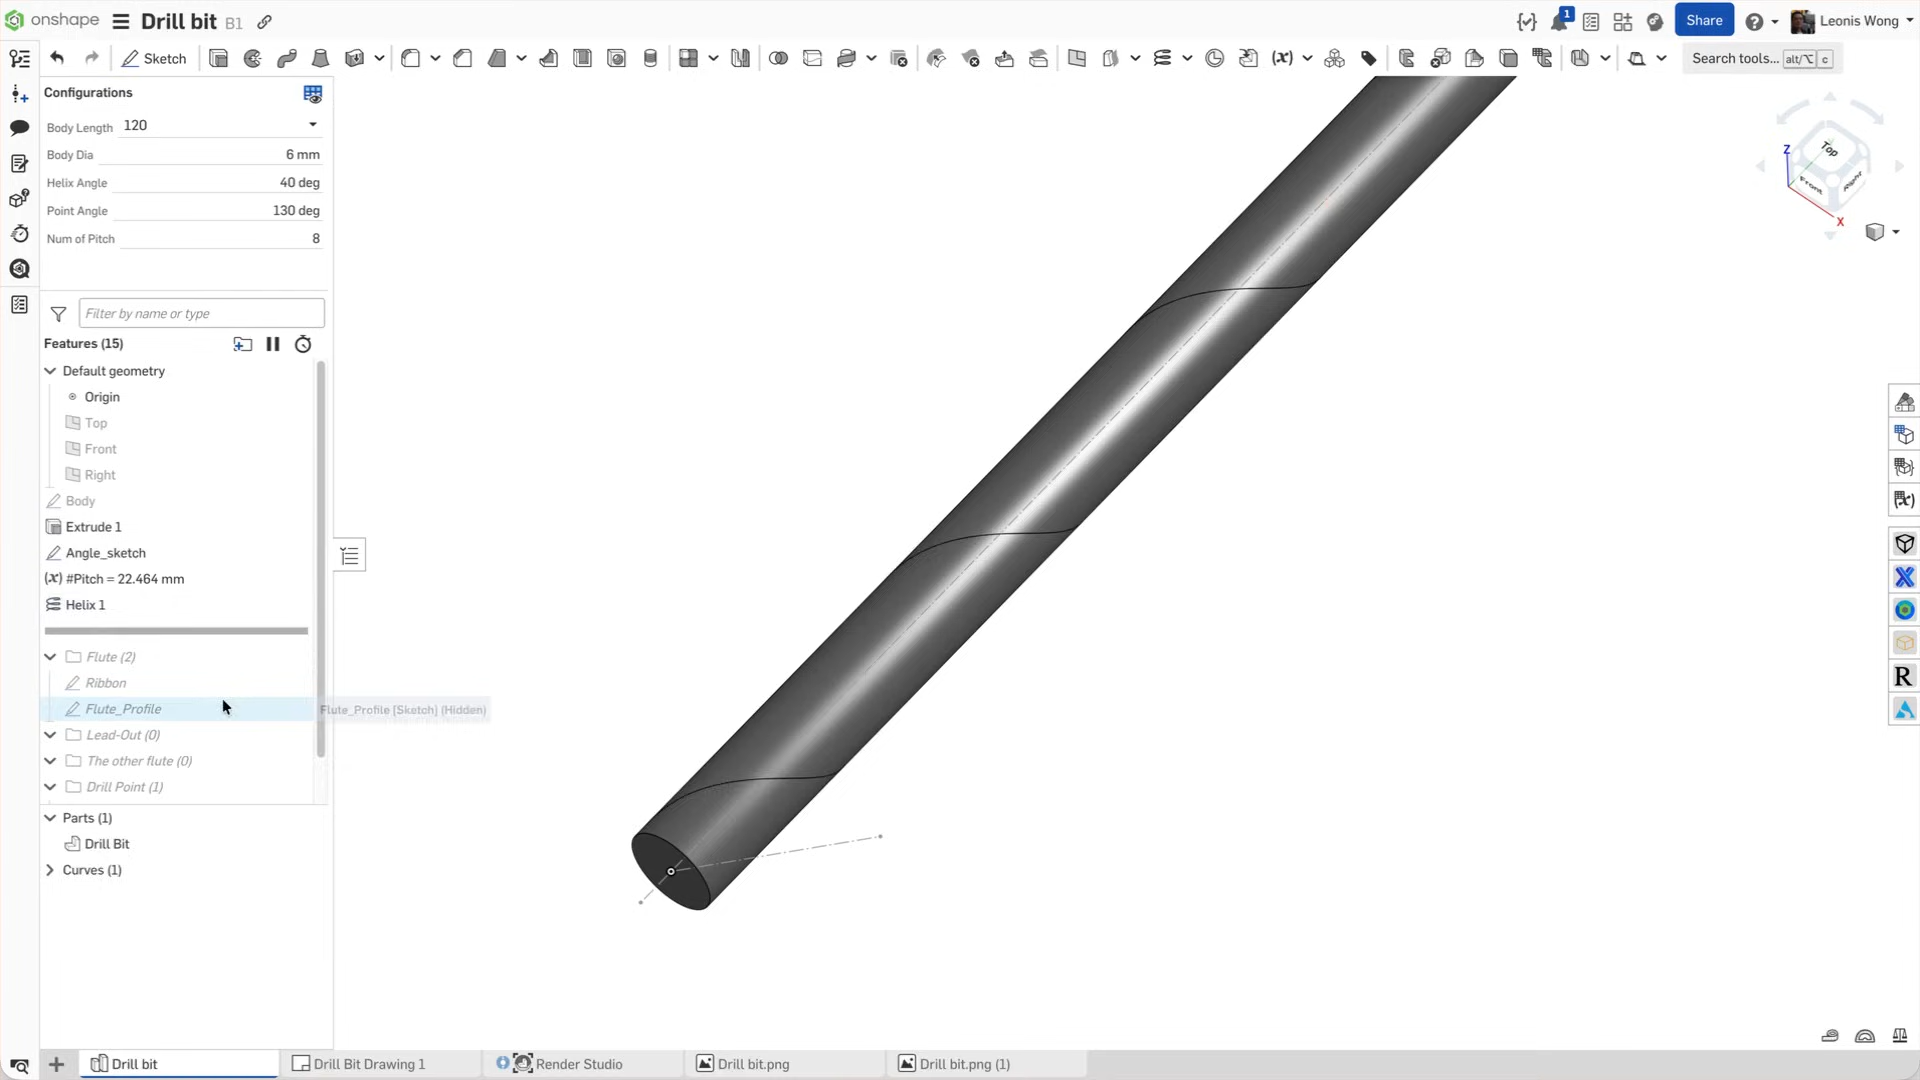 onshape
Drill bit B1
1
Share
Leonis Wong
Sketch
(x)
Search tools... alt/⌥ c
Configurations
Body Length 120
Body Dia 6 mm
Helix Angle 40 deg
Point Angle 130 deg
Num of Pitch 8
Filter by name or type
Features (15)
Default geometry
Origin
Top
Front
Right
Body
Extrude 1
Angle_sketch
(x) #Pitch = 22.464 mm
Helix 1
Flute (2)
Ribbon
Flute_Profile
Flute_Profile [Sketch] (Hidden)
Lead-Out (0)
The other flute (0)
Drill Point (1)
Parts (1)
Drill Bit
Curves (1)
Z
Top
Front
Right
X
(x)
R
Drill bit
Drill Bit Drawing 1
Render Studio
Drill bit.png
Drill bit.png (1)